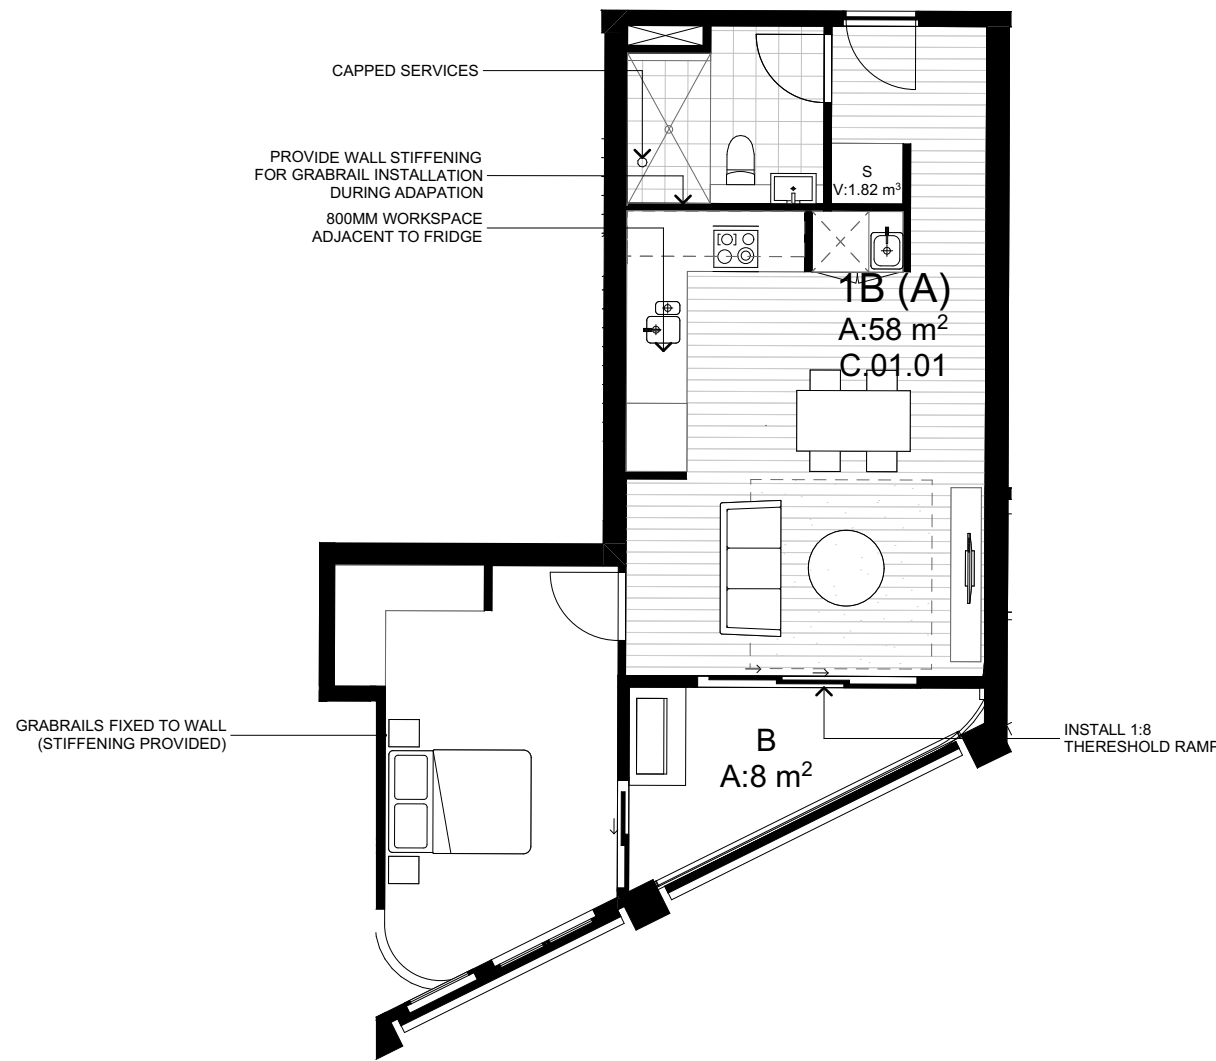 CAPPED SERVICES
PROVIDE WALL STIFFENING
FOR GRABRAIL INSTALLATION
DURING ADAPATION
800MM WORKSPACE
ADJACENT TO FRIDGE
S
V:1.82 m³
1B (A)
A:58 m²
C.01.01
GRABRAILS FIXED TO WALL
(STIFFENING PROVIDED)
B
A:8 m²
INSTALL 1:8
THERESHOLD RAMP